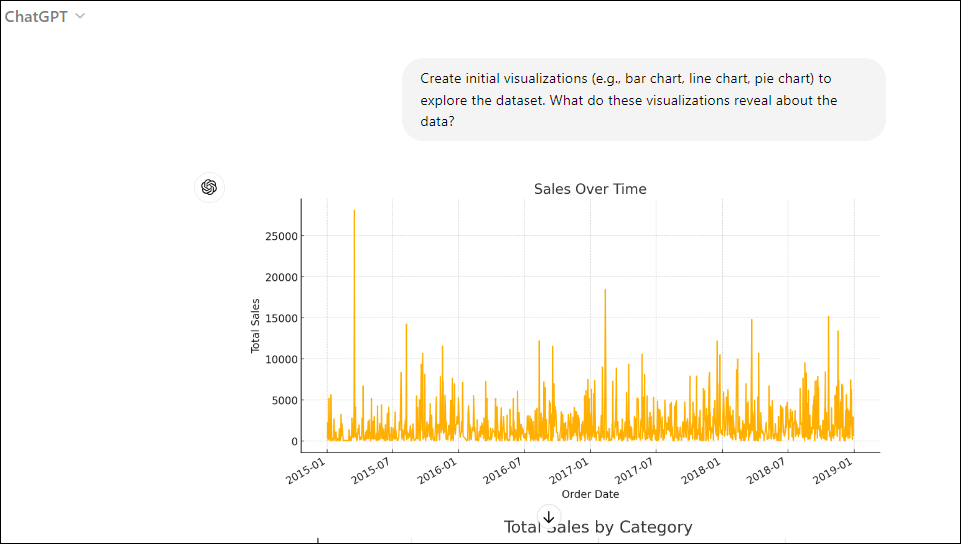 ChatGPT
Create initial visualizations (e.g., bar chart, line chart, pie chart) to
explore the dataset. What do these visualizations reveal about the
data?
Sales Over Time
Total Sales
25000
20000
15000
10000
5000
0
2015-01
2015-07
2016-01
2016-07
2017-01
2017-07
2018-01
2018-07
2019-01
Order Date
Total Sales by Category